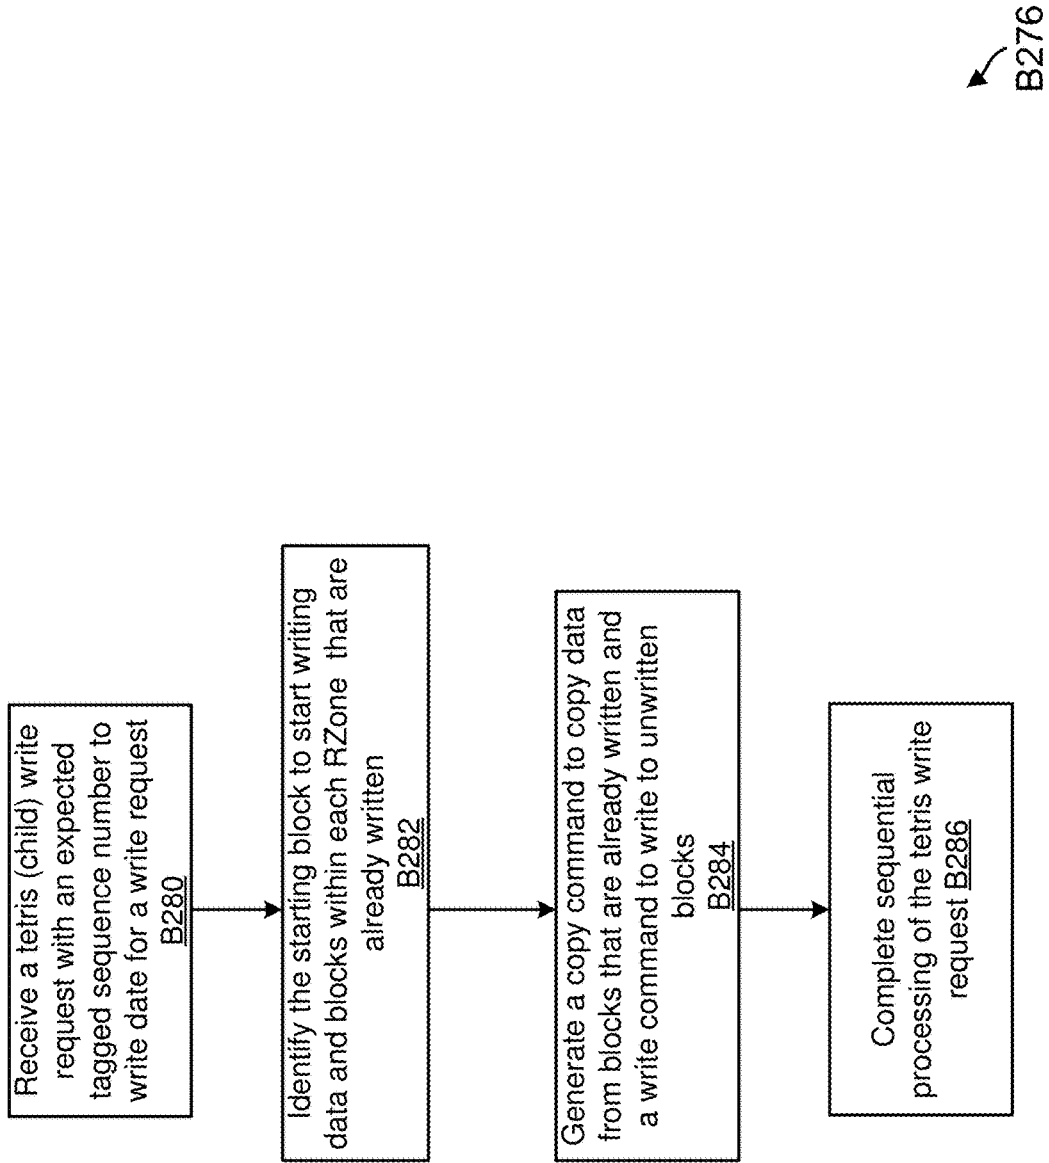 Receive a tetris (child) write
request with an expected
tagged sequence number to
write date for a write request
B280
Identify the starting block to start writing
data and blocks within each RZone that are
already written
B282
Generate a copy command to copy data
from blocks that are already written and
a write command to write to unwritten
blocks
B284
Complete sequential
processing of the tetris write
request B286
B276